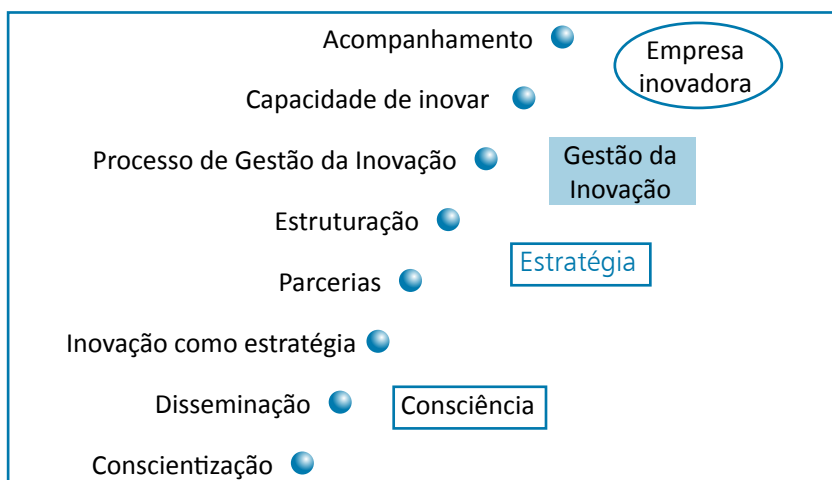 Acompanhamento
Empresa
inovadora
Capacidade de inovar
Processo de Gestão da Inovação
Gestão da
Inovação
Estruturação
Estratégia
Parcerias
Inovação como estratégia
Disseminação
Consciência
Conscientização